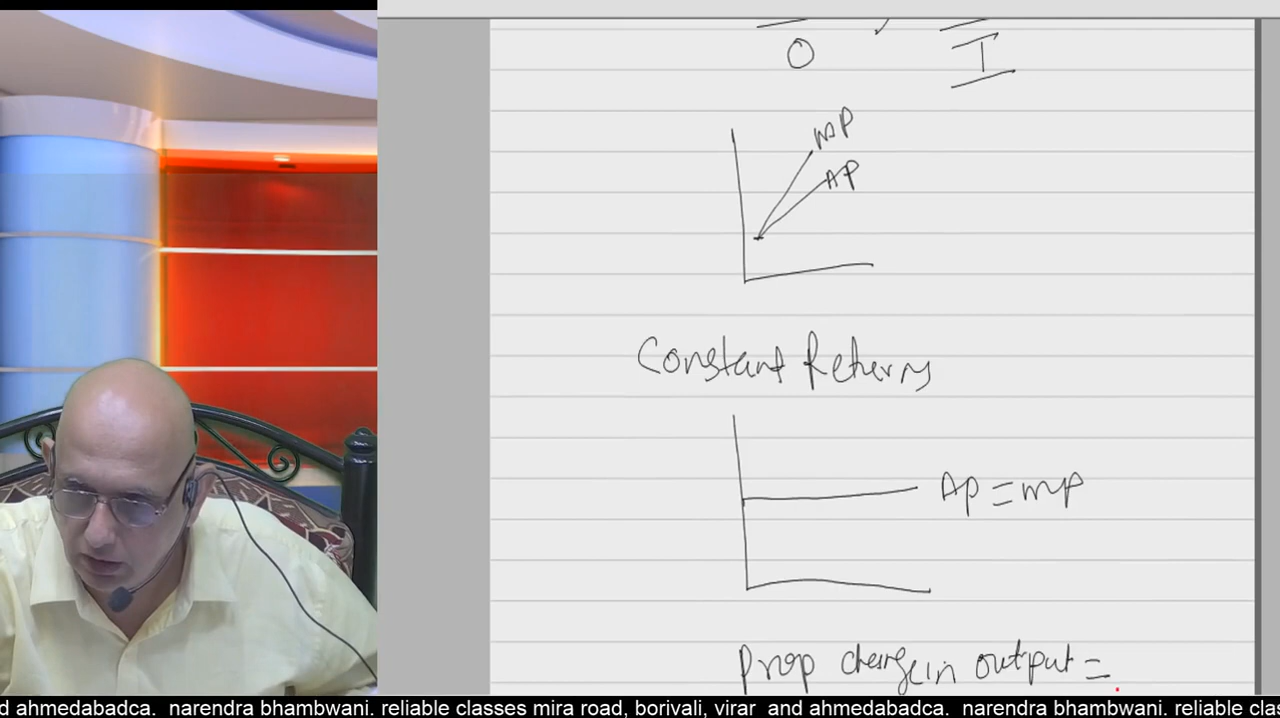 O , I
MP
AP
Constant Returns
AP = MP
Prop change in output =
d ahmedabadca. narendra bhambwani. reliable classes mira road, borivali, virar and ahmedabadca. narendra bhambwani. reliable clas